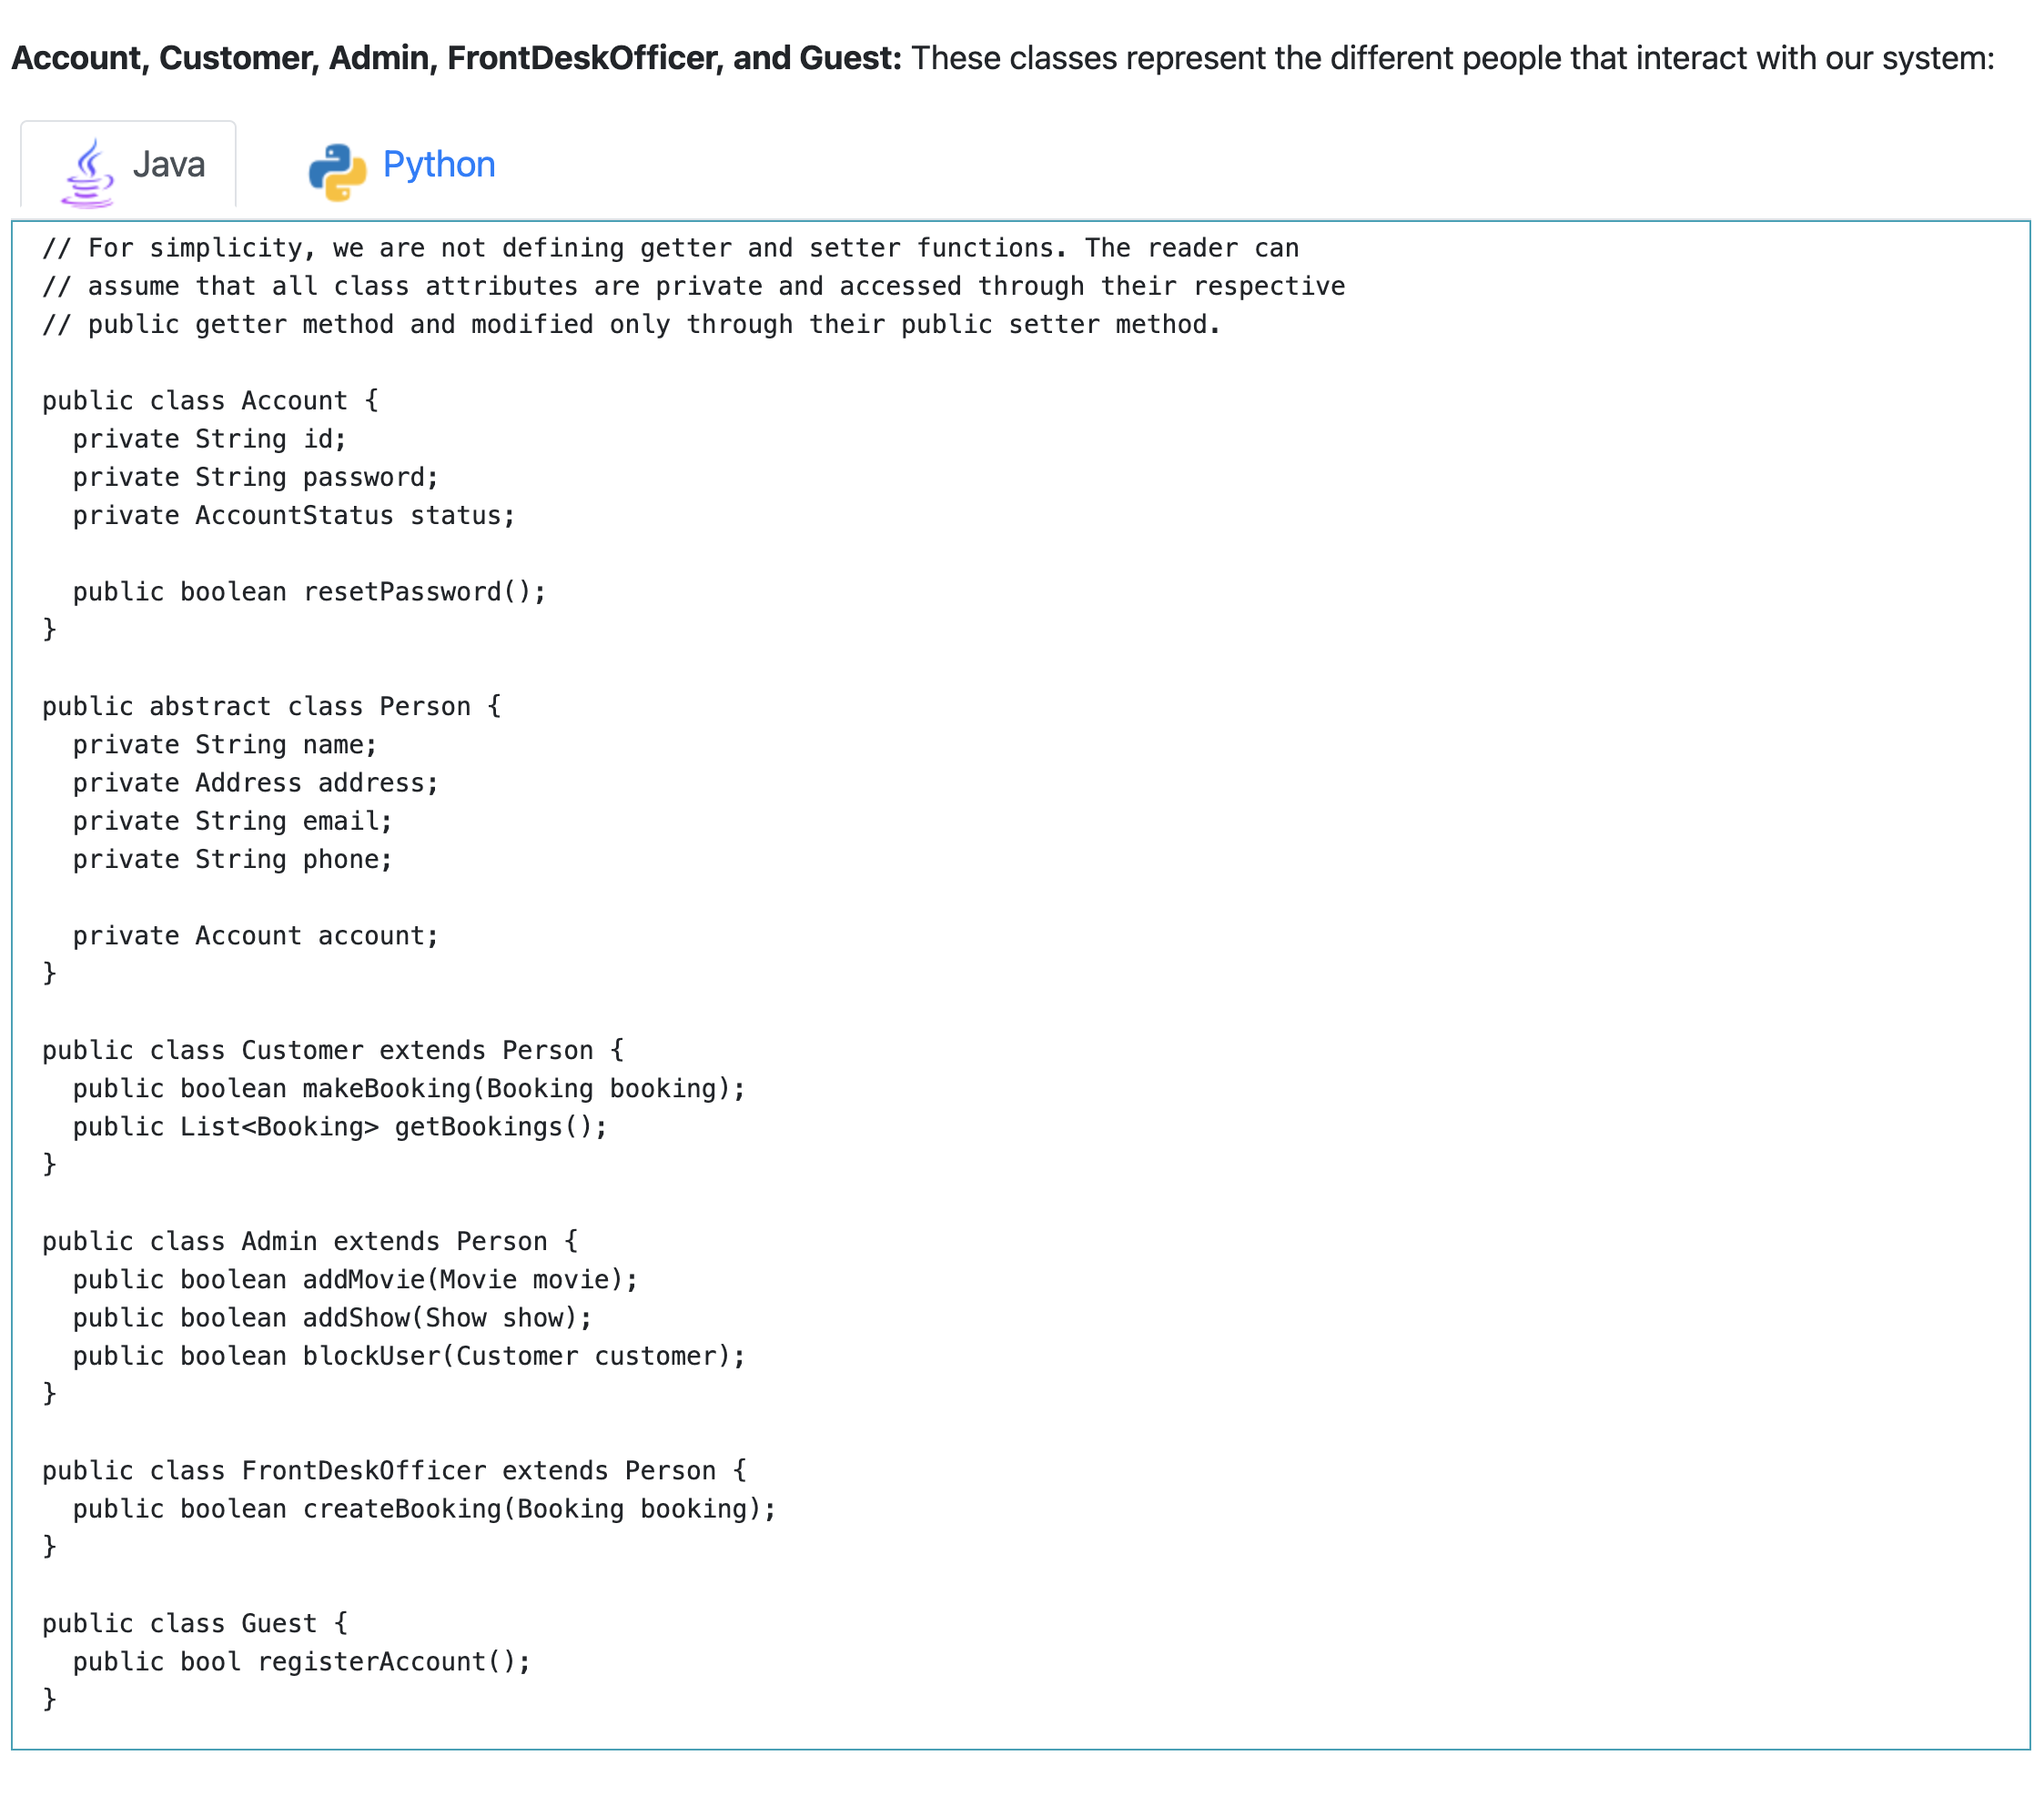 Account, Customer, Admin, FrontDeskOfficer, and Guest: These classes represent the different people that interact with our system:
Java
Python
// For simplicity, we are not defining getter and setter functions. The reader can
// assume that all class attributes are private and accessed through their respective
// public getter method and modified only through their public setter method.

public class Account {
  private String id;
  private String password;
  private AccountStatus status;

  public boolean resetPassword();
}

public abstract class Person {
  private String name;
  private Address address;
  private String email;
  private String phone;

  private Account account;
}

public class Customer extends Person {
  public boolean makeBooking(Booking booking);
  public List<Booking> getBookings();
}

public class Admin extends Person {
  public boolean addMovie(Movie movie);
  public boolean addShow(Show show);
  public boolean blockUser(Customer customer);
}

public class FrontDeskOfficer extends Person {
  public boolean createBooking(Booking booking);
}

public class Guest {
  public bool registerAccount();
}